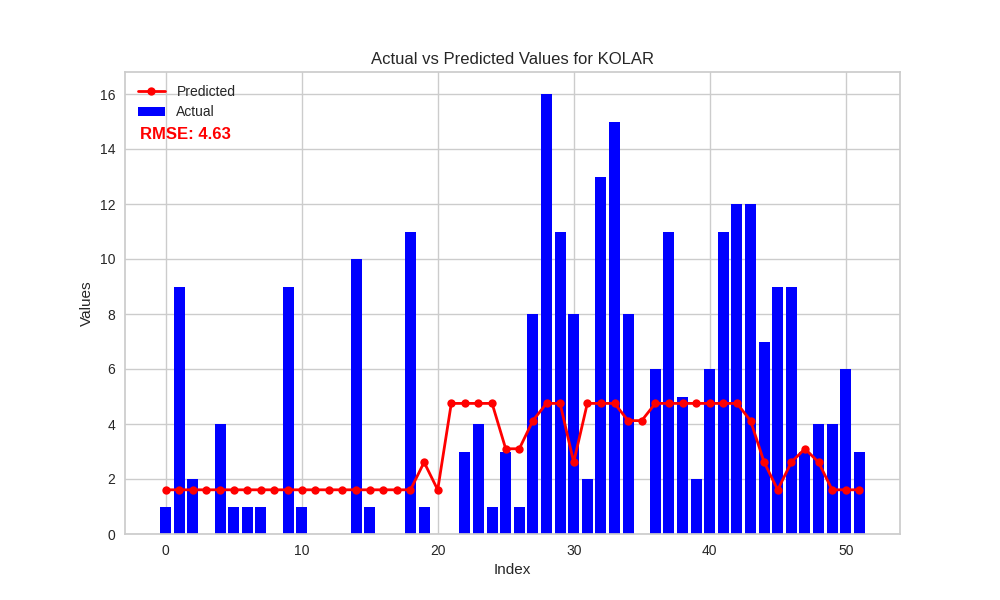 Actual vs Predicted Values for KOLAR
Predicted
Actual
RMSE: 4.63
Values
16
14
12
10
8
6
4
2
0
0 10 20 30 40 50
Index